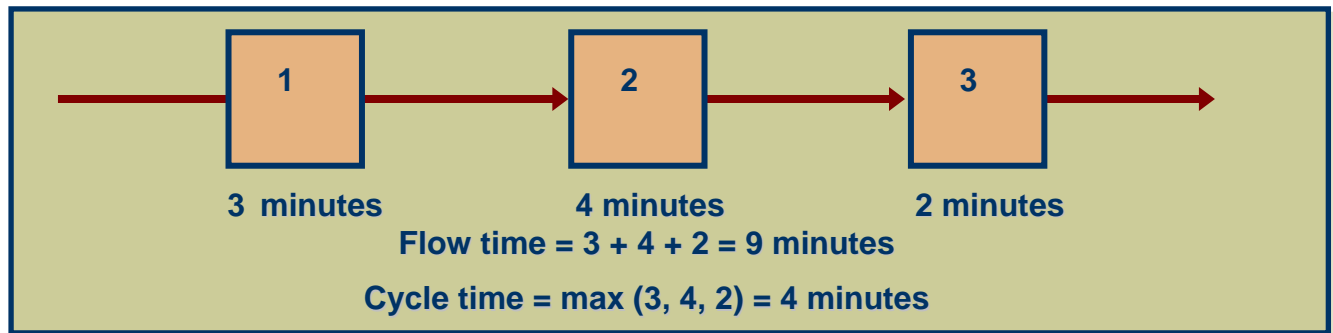 1 2 3
3 minutes 4 minutes 2 minutes
Flow time = 3 + 4 + 2 = 9 minutes
Cycle time = max (3, 4, 2) = 4 minutes